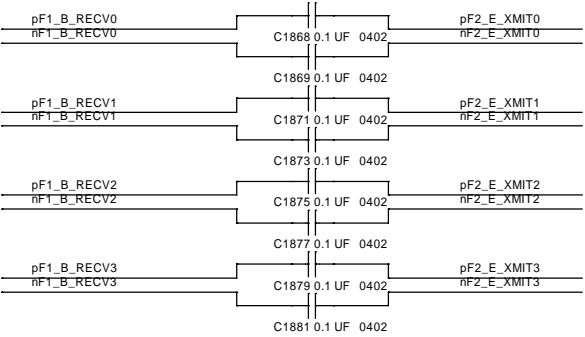 pF1_B_RECV0 pF2_E_XMIT0
nF1_B_RECV0 C1868 0.1 UF 0402 nF2_E_XMIT0
C1869 0.1 UF 0402
pF1_B_RECV1 pF2_E_XMIT1
nF1_B_RECV1 C1871 0.1 UF 0402 nF2_E_XMIT1
C1873 0.1 UF 0402
pF1_B_RECV2 pF2_E_XMIT2
nF1_B_RECV2 C1875 0.1 UF 0402 nF2_E_XMIT2
C1877 0.1 UF 0402
pF1_B_RECV3 pF2_E_XMIT3
nF1_B_RECV3 C1879 0.1 UF 0402 nF2_E_XMIT3
C1881 0.1 UF 0402